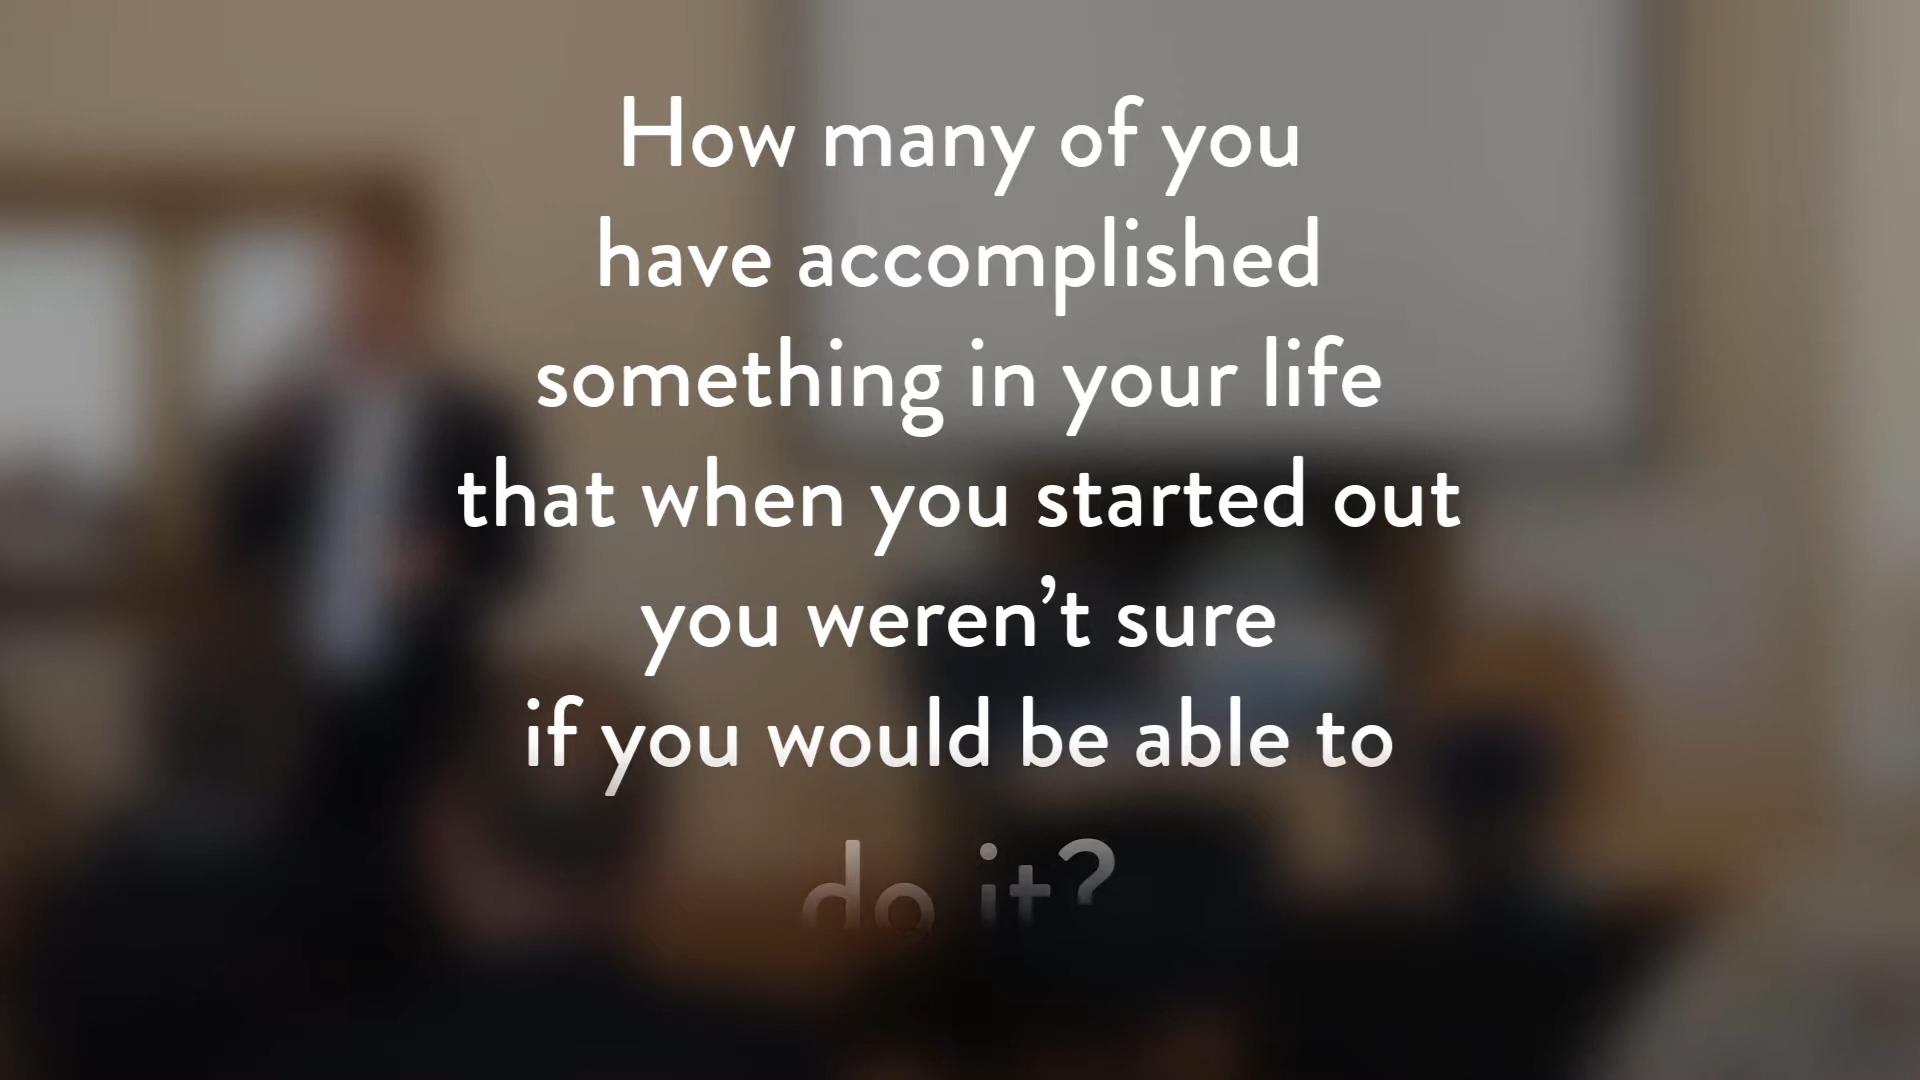 How many of you
have accomplished
something in your life
that when you started out
you weren’t sure
if you would be able to
do it?